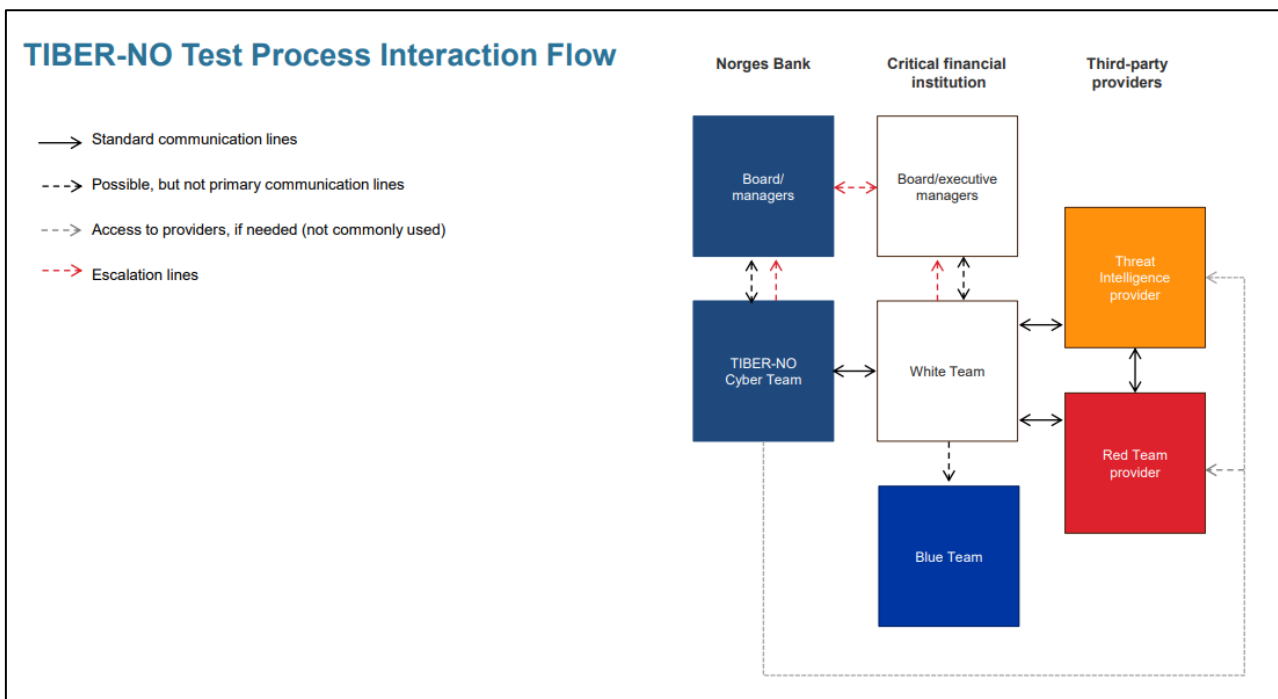 TIBER-NO Test Process Interaction Flow
Standard communication lines
Possible, but not primary communication lines
Access to providers, if needed (not commonly used)
Escalation lines
Norges Bank
Critical financial
institution
Third-party
providers
Board/
managers
Board/executive
managers
Threat
Intelligence
provider
TIBER-NO
Cyber Team
White Team
Red Team
provider
Blue Team